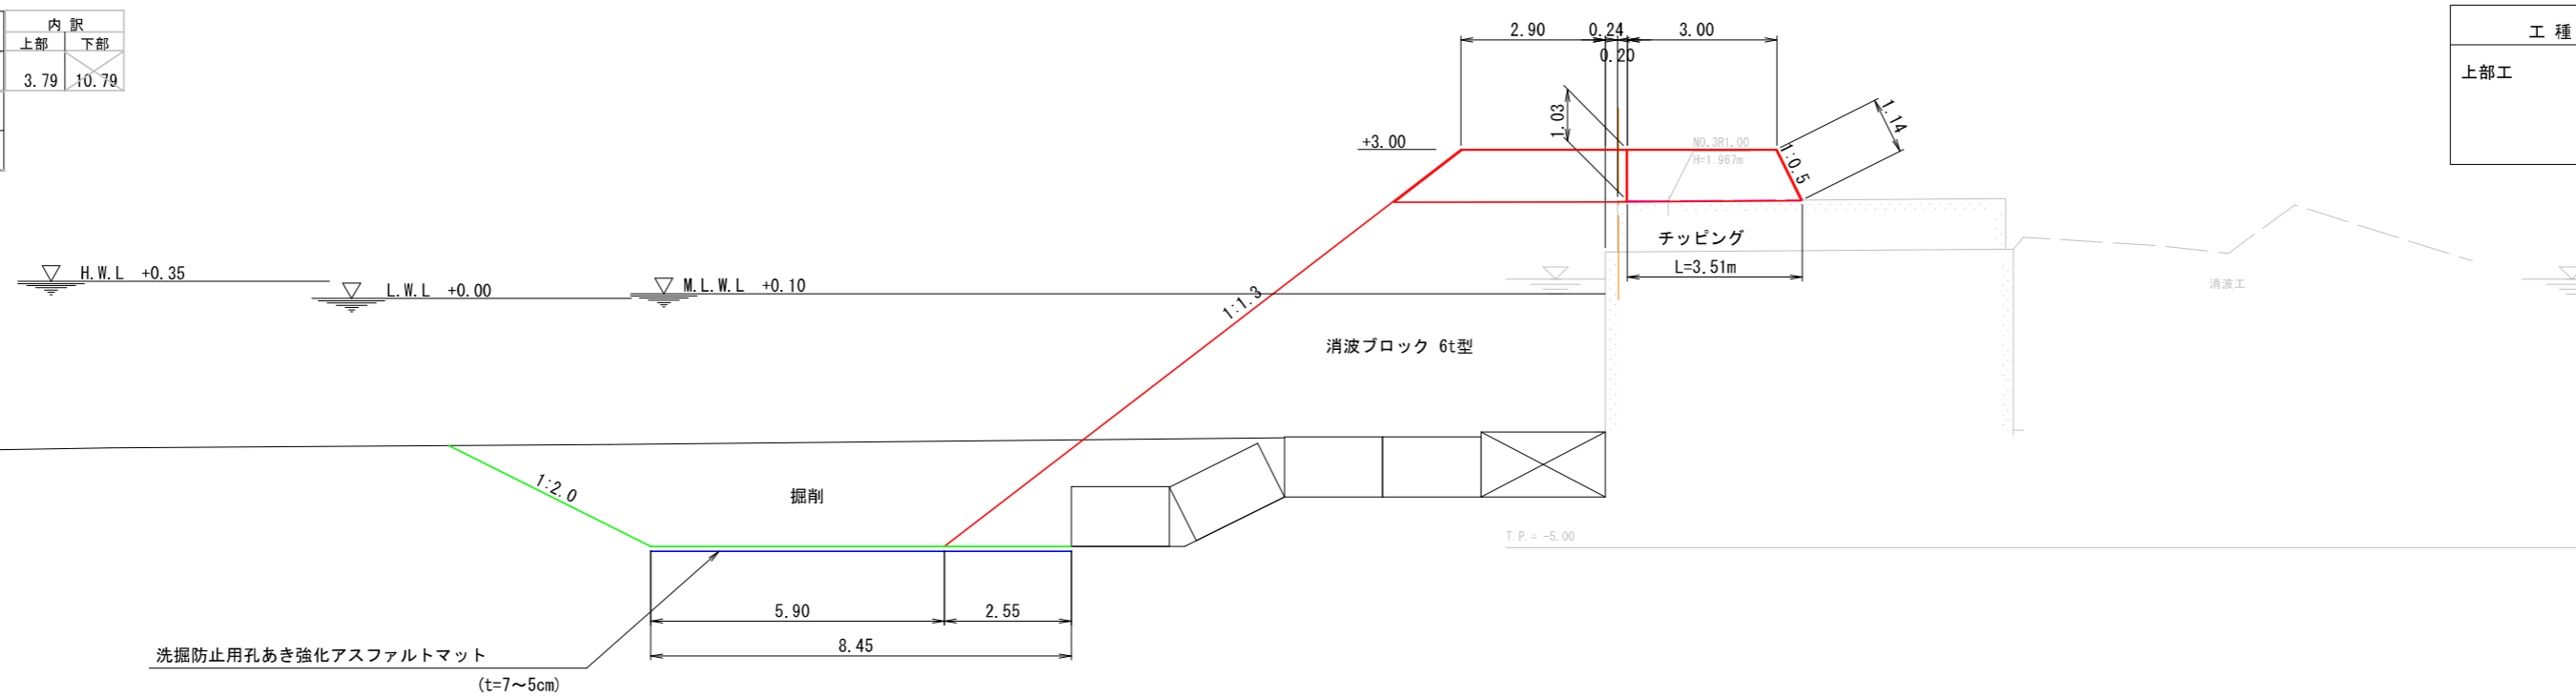 内 訳
上部 下部
3.79 10.79
工 種
上部工
2.90 0.24 3.00
0.20
1.03
1.14
+3.00
NO.3R1.00
H=1.967m
1:0.5
チッピング
L=3.51m
H.W.L +0.35
L.W.L +0.00
M.L.W.L +0.10
1:1.3
消波工
消波ブロック 6t型
1:2.0
掘削
T.P.= -5.00
5.90 2.55
8.45
洗掘防止用孔あき強化アスファルトマット
(t=7～5cm)